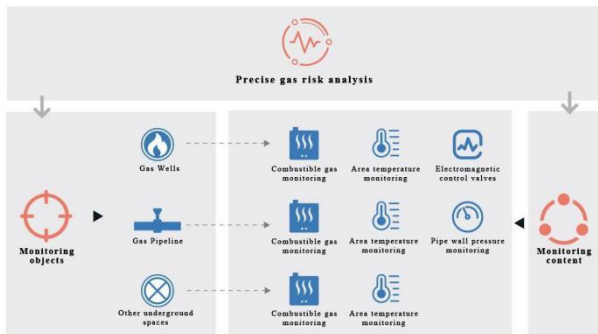 Precise gas risk analysis
Gas Wells
Combustible gas
monitoring
Area temperature
monitoring
Electromagnetic
control valves
Monitoring
objects
Gas Pipeline
Combustible gas
monitoring
Area temperature
monitoring
Pipe wall pressure
monitoring
Monitoring
content
Other underground
spaces
Combustible gas
monitoring
Area temperature
monitoring